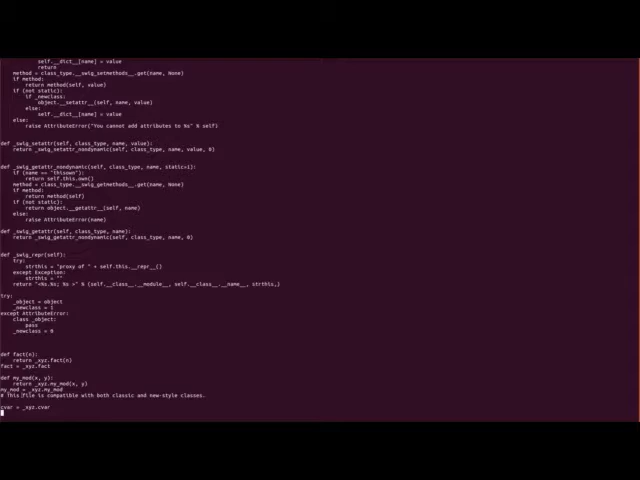 self.__dict__[name] = value
return
method = class_type.__swig_setmethods__.get(name, None)
if method:
return method(self, value)
if (not static):
if _newclass:
object.__setattr__(self, name, value)
else:
self.__dict__[name] = value
else:
raise AttributeError("You cannot add attributes to %s" % self)
def _swig_setattr(self, class_type, name, value):
return _swig_setattr_nondynamic(self, class_type, name, value, 0)
def _swig_getattr_nondynamic(self, class_type, name, static=1):
if (name == "thisown"):
return self.this.own()
method = class_type.__swig_getmethods__.get(name, None)
if method:
return method(self)
if (not static):
return object.__getattr__(self, name)
else:
raise AttributeError(name)
def _swig_getattr(self, class_type, name):
return _swig_getattr_nondynamic(self, class_type, name, 0)
def _swig_repr(self):
try:
strthis = "proxy of " + self.this.__repr__()
except Exception:
strthis = ""
return "<%s.%s; %s >" % (self.__class__.__module__, self.__class__.__name__, strthis,)
try:
_object = object
_newclass = 1
except AttributeError:
class _object:
pass
_newclass = 0
def fact(n):
return _xyz.fact(n)
fact = _xyz.fact
def my_mod(x, y):
return _xyz.my_mod(x, y)
my_mod = _xyz.my_mod
# This file is compatible with both classic and new-style classes.
cvar = _xyz.cvar